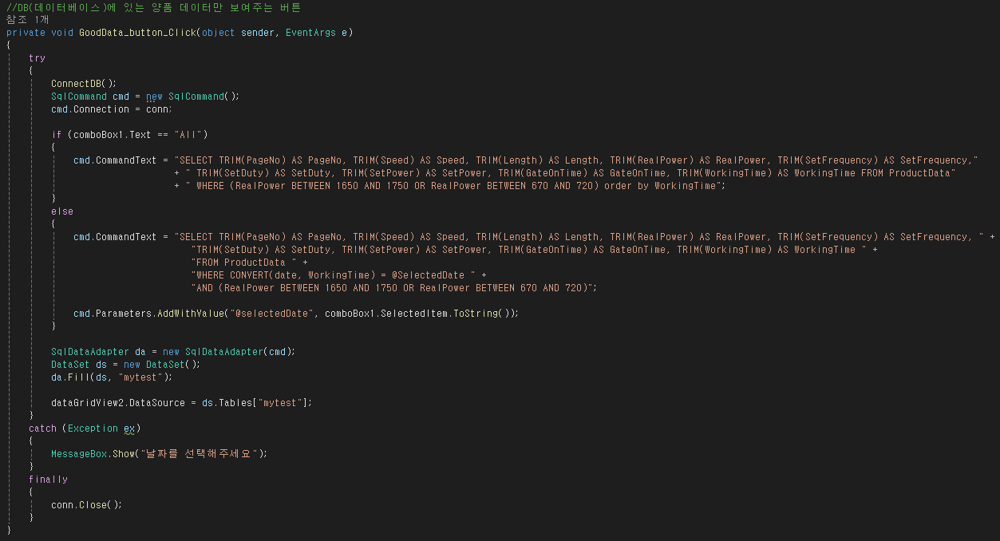 //DB(데이터베이스)에 있는 양품 데이터만 보여주는 버튼
참조 1개
private void GoodData_button_Click(object sender, EventArgs e)
{
try
{
ConnectDB();
SqlCommand cmd = new SqlCommand();
cmd.Connection = conn;
if (comboBox1.Text == "All")
{
cmd.CommandText = "SELECT TRIM(PageNo) AS PageNo, TRIM(Speed) AS Speed, TRIM(Length) AS Length, TRIM(RealPower) AS RealPower, TRIM(SetFrequency) AS SetFrequency,"
+ " TRIM(SetDuty) AS SetDuty, TRIM(SetPower) AS SetPower, TRIM(GateOnTime) AS GateOnTime, TRIM(WorkingTime) AS WorkingTime FROM ProductData"
+ " WHERE (RealPower BETWEEN 1650 AND 1750 OR RealPower BETWEEN 670 AND 720) order by WorkingTime";
}
else
{
cmd.CommandText = "SELECT TRIM(PageNo) AS PageNo, TRIM(Speed) AS Speed, TRIM(Length) AS Length, TRIM(RealPower) AS RealPower, TRIM(SetFrequency) AS SetFrequency, " +
"TRIM(SetDuty) AS SetDuty, TRIM(SetPower) AS SetPower, TRIM(GateOnTime) AS GateOnTime, TRIM(WorkingTime) AS WorkingTime " +
"FROM ProductData " +
"WHERE CONVERT(date, WorkingTime) = @SelectedDate " +
"AND (RealPower BETWEEN 1650 AND 1750 OR RealPower BETWEEN 670 AND 720)";
cmd.Parameters.AddWithValue("@selectedDate", comboBox1.SelectedItem.ToString());
}
SqlDataAdapter da = new SqlDataAdapter(cmd);
DataSet ds = new DataSet();
da.Fill(ds, "mytest");
dataGridView2.DataSource = ds.Tables["mytest"];
}
catch (Exception ex)
{
MessageBox.Show("날짜를 선택해주세요");
}
finally
{
conn.Close();
}
}